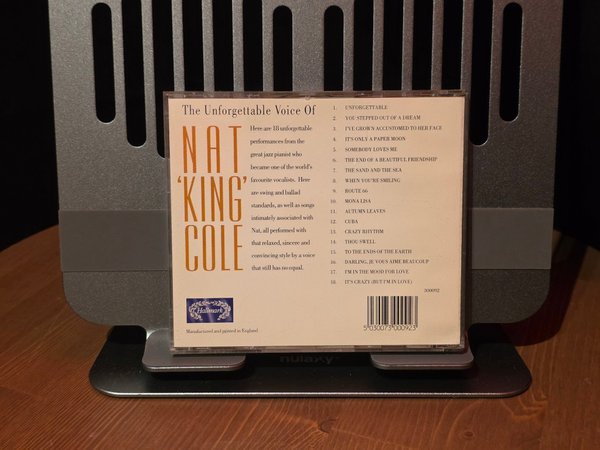 The Unforgettable Voice Of
NAT
'KING'
COLE
Here are 18 unforgettable
performances from the
great jazz pianist who
became one of the world's
favourite vocalists. Here
are swing and ballad
standards, as well as songs
intimately associated with
Nat, all performed with
that relaxed, sincere and
convincing style by a voice
that still has no equal.
Hallmark
Manufactured and printed in England
1. UNFORGETTABLE
2. YOU STEPPED OUT OF A DREAM
3. I'VE GROWN ACCUSTOMED TO HER FACE
4. IT'S ONLY A PAPER MOON
5. SOMEBODY LOVES ME
6. THE END OF A BEAUTIFUL FRIENDSHIP
7. THE SAND AND THE SEA
8. WHEN YOU'RE SMILING
9. ROUTE 66
10. MONA LISA
11. AUTUMN LEAVES
12. CUBA
13. CRAZY RHYTHM
14. THOU SWELL
15. TO THE ENDS OF THE EARTH
16. DARLING, JE VOUS AIME BEAUCOUP
17. I'M IN THE MOOD FOR LOVE
18. IT'S CRAZY (BUT I'M IN LOVE)
300092
5 030073 000923
nulaxy